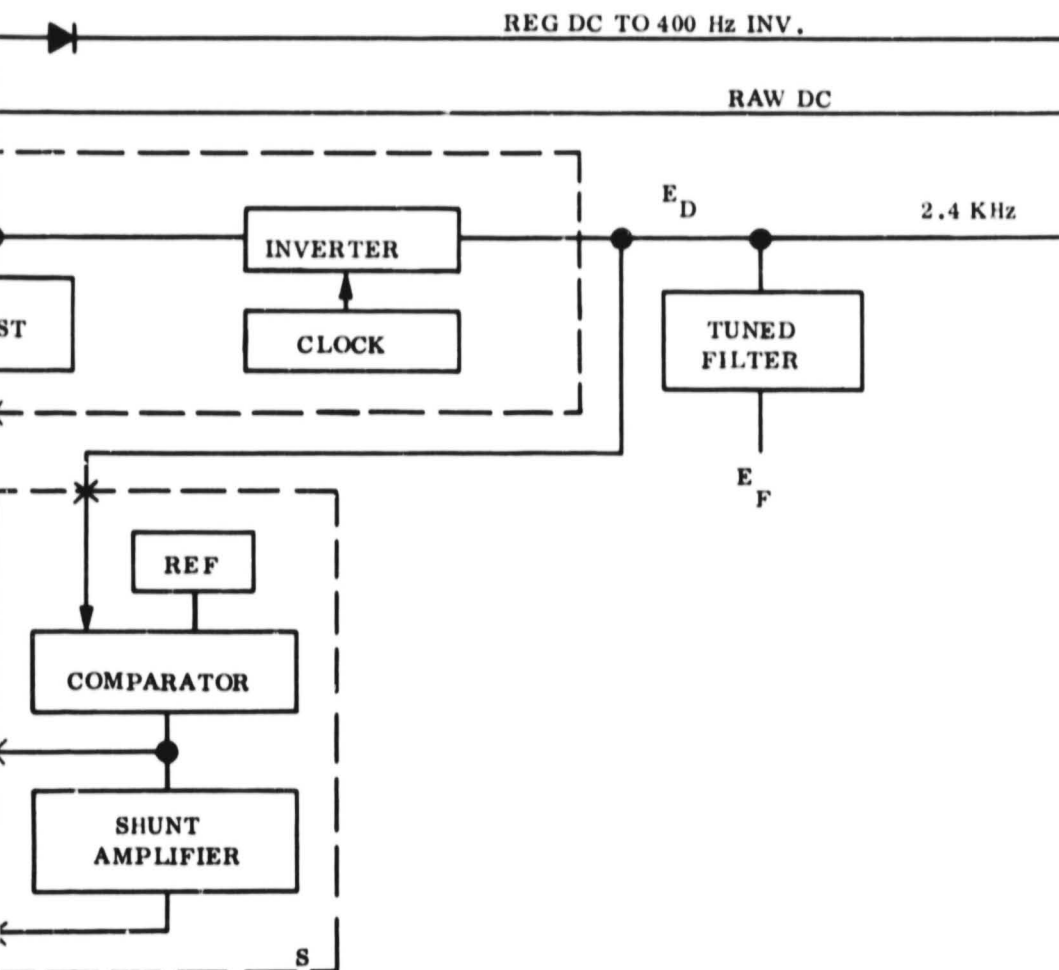 REG DC TO 400 Hz INV.
RAW DC
E D
2.4 KHz
INVERTER
ST
CLOCK
TUNED
FILTER
E F
REF
COMPARATOR
SHUNT
AMPLIFIER
S